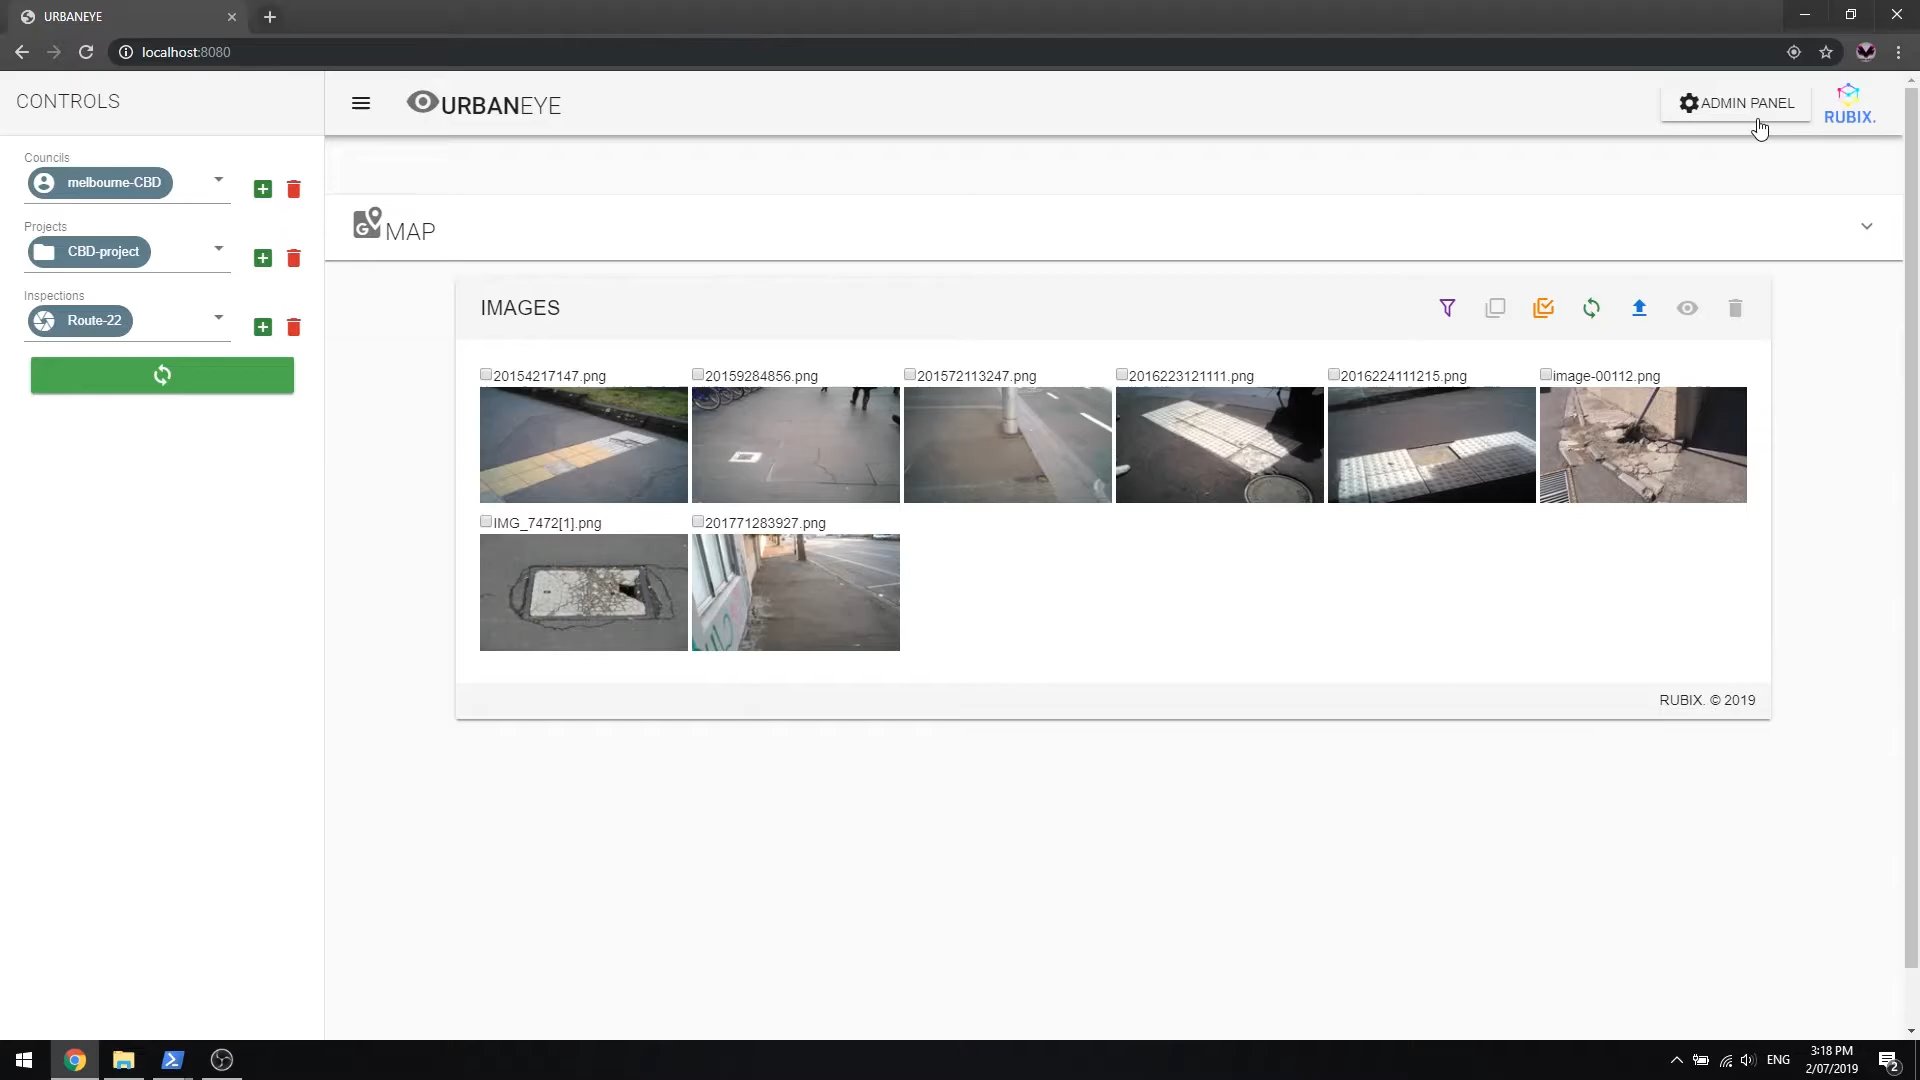 URBANEYE
localhost:8080
CONTROLS
URBANEYE
ADMIN PANEL
RUBIX.
Councils
melbourne-CBD
Projects
CBD-project
Inspections
Route-22
G MAP
IMAGES
20154217147.png
20159284856.png
201572113247.png
2016223121111.png
2016224111215.png
image-00112.png
IMG_7472[1].png
201771283927.png
RUBIX. © 2019
ENG
3:18 PM
2/07/2019
2